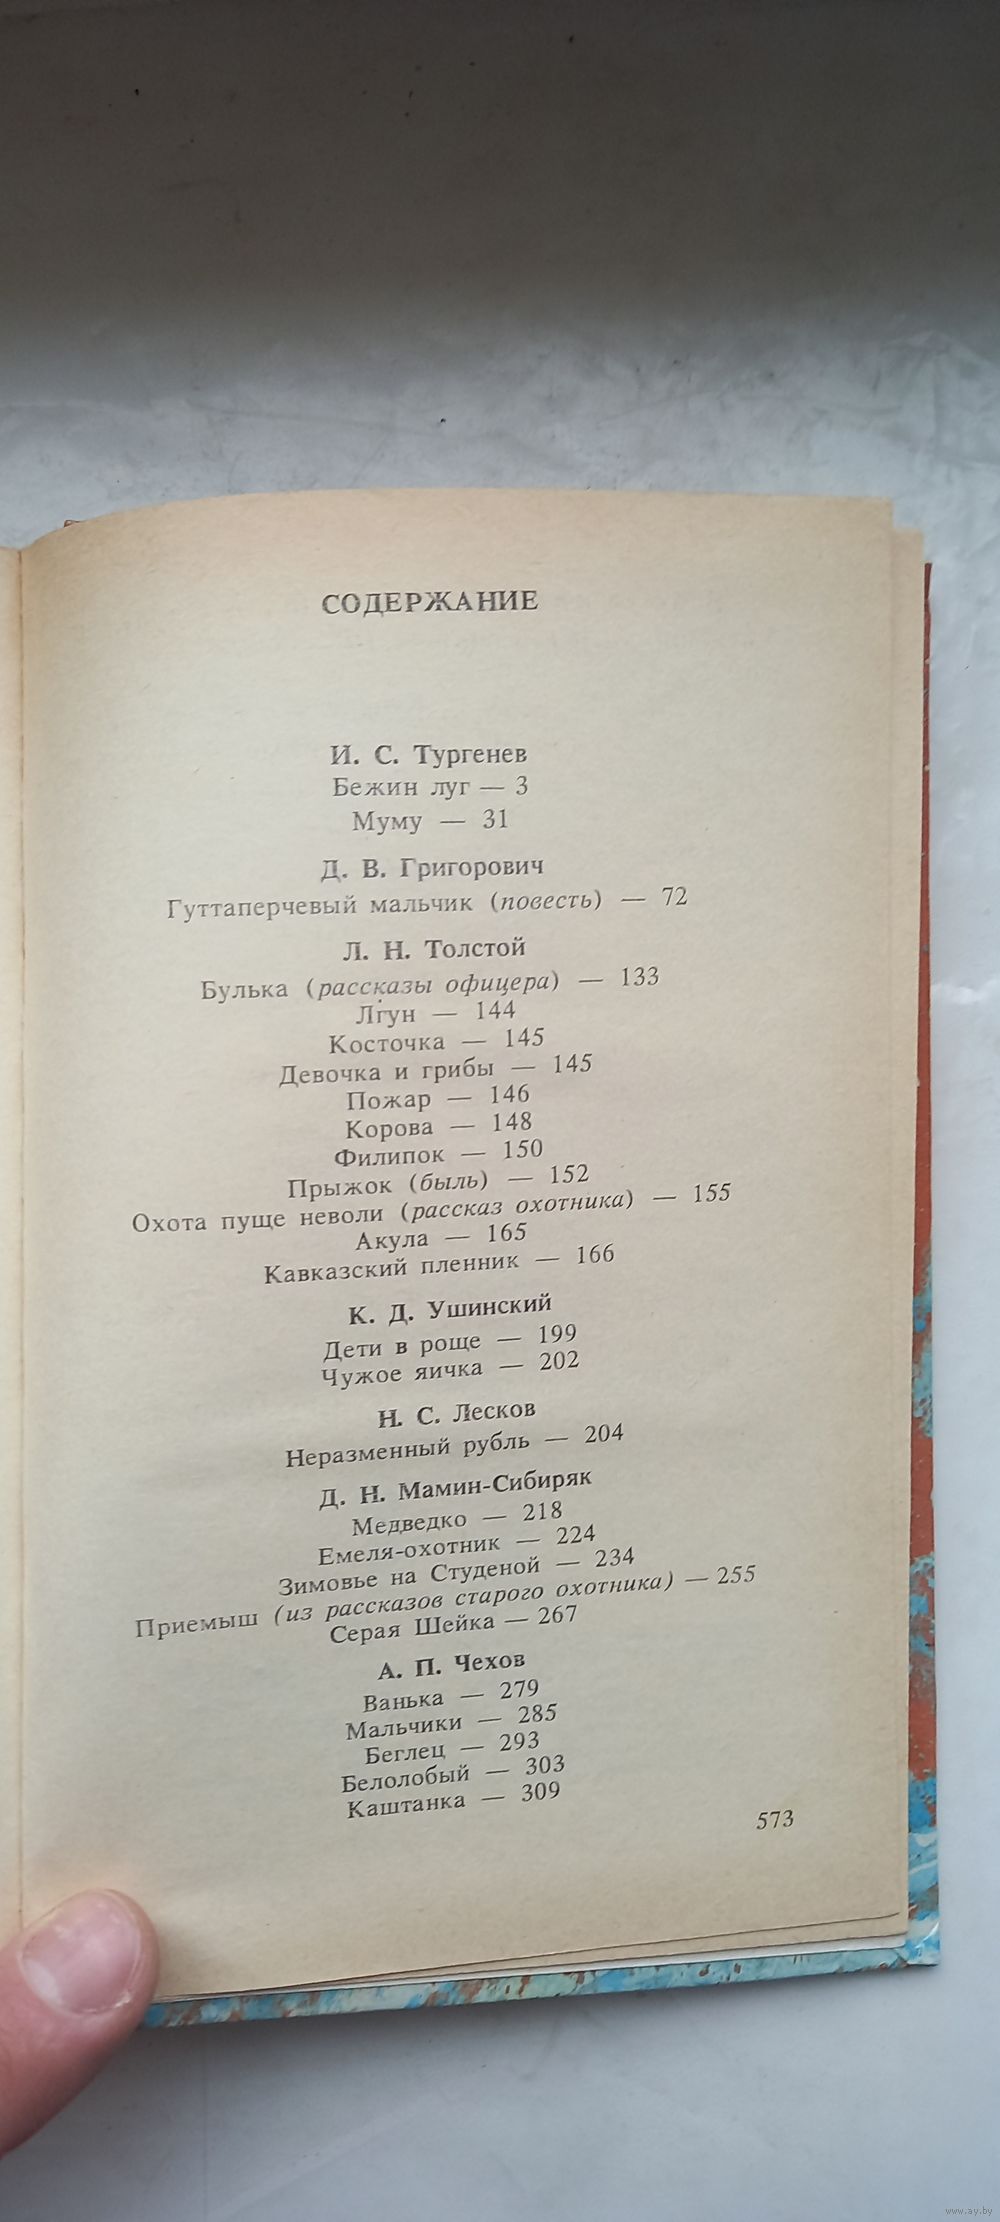 СОДЕРЖАНИЕ
И. С. Тургенев
Бежин луг — 3
Муму — 31
Д. В. Григорович
Гуттаперчевый мальчик (повесть) — 72
Л. Н. Толстой
Булька (рассказы офицера) — 133
Лгун — 144
Косточка — 145
Девочка и грибы — 145
Пожар — 146
Корова — 148
Филипок — 150
Прыжок (быль) — 152
Охота пуще неволи (рассказ охотника) — 155
Акула — 165
Кавказский пленник — 166
К. Д. Ушинский
Дети в роще — 199
Чужое яичка — 202
Н. С. Лесков
Неразменный рубль — 204
Д. Н. Мамин-Сибиряк
Медведко — 218
Емеля-охотник — 224
Зимовье на Студеной — 234
Приемыш (из рассказов старого охотника) — 255
Серая Шейка — 267
А. П. Чехов
Ванька — 279
Мальчики — 285
Беглец — 293
Белолобый — 303
Каштанка — 309
573
www.ay.by